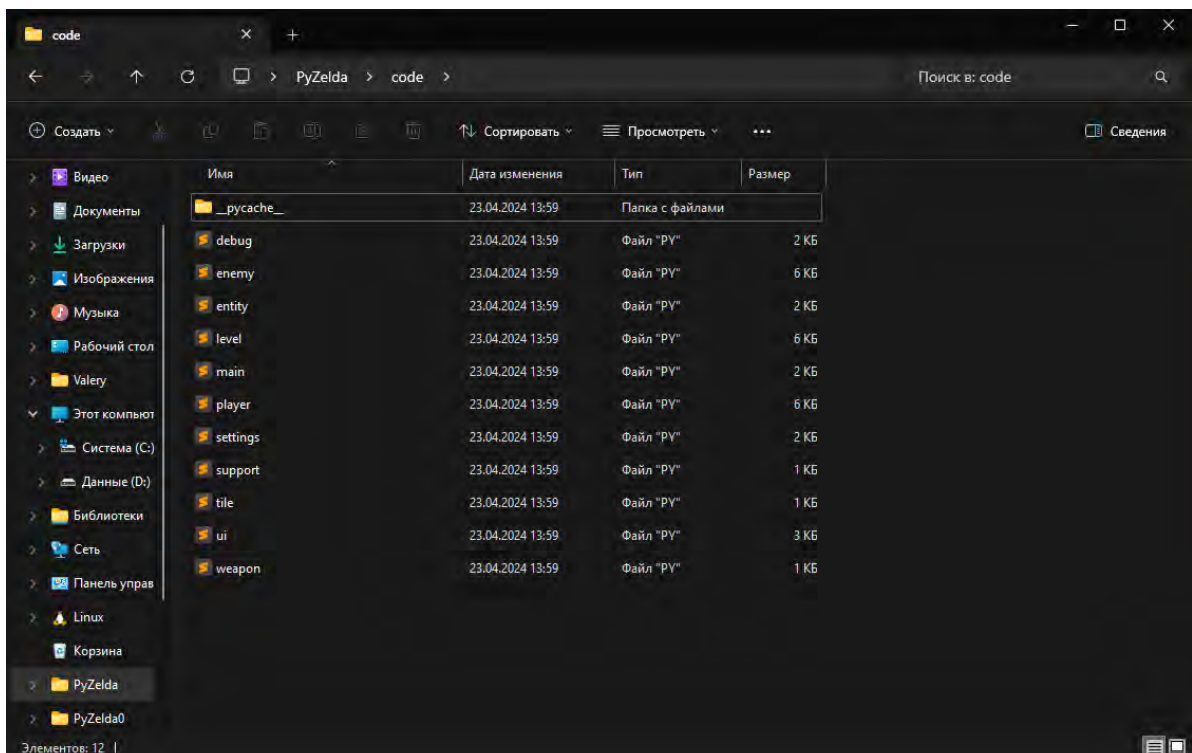 code
PyZelda > code >
Поиск в: code
Создать
Сортировать
Просмотреть
Сведения
Имя Дата изменения Тип Размер
Видео
Документы
Загрузки
Изображения
Музыка
Рабочий стол
Valery
Этот компьют
Система (C:)
Данные (D:)
Библиотеки
Сеть
Панель управ
Linux
Корзина
PyZelda
PyZelda0
__pycache__ 23.04.2024 13:59 Папка с файлами
debug 23.04.2024 13:59 Файл "PY" 2 КБ
enemy 23.04.2024 13:59 Файл "PY" 6 КБ
entity 23.04.2024 13:59 Файл "PY" 2 КБ
level 23.04.2024 13:59 Файл "PY" 6 КБ
main 23.04.2024 13:59 Файл "PY" 2 КБ
player 23.04.2024 13:59 Файл "PY" 6 КБ
settings 23.04.2024 13:59 Файл "PY" 2 КБ
support 23.04.2024 13:59 Файл "PY" 1 КБ
tile 23.04.2024 13:59 Файл "PY" 1 КБ
ui 23.04.2024 13:59 Файл "PY" 3 КБ
weapon 23.04.2024 13:59 Файл "PY" 1 КБ
Элементов: 12